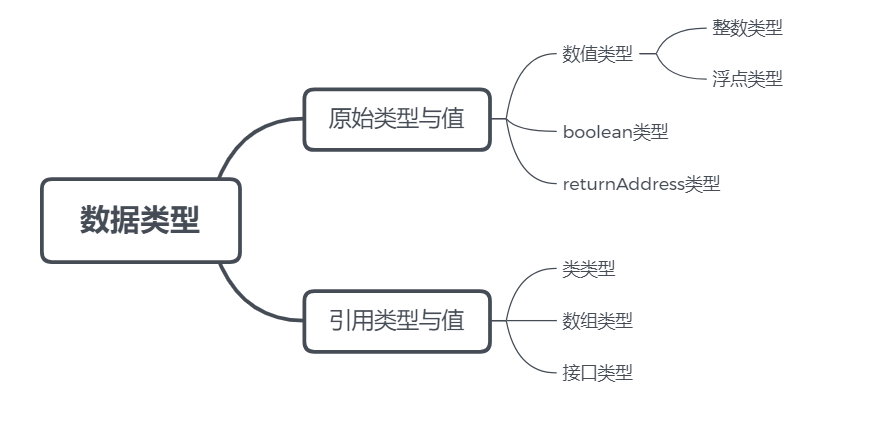 数据类型
原始类型与值
数值类型
整数类型
浮点类型
boolean类型
returnAddress类型
引用类型与值
类类型
数组类型
接口类型